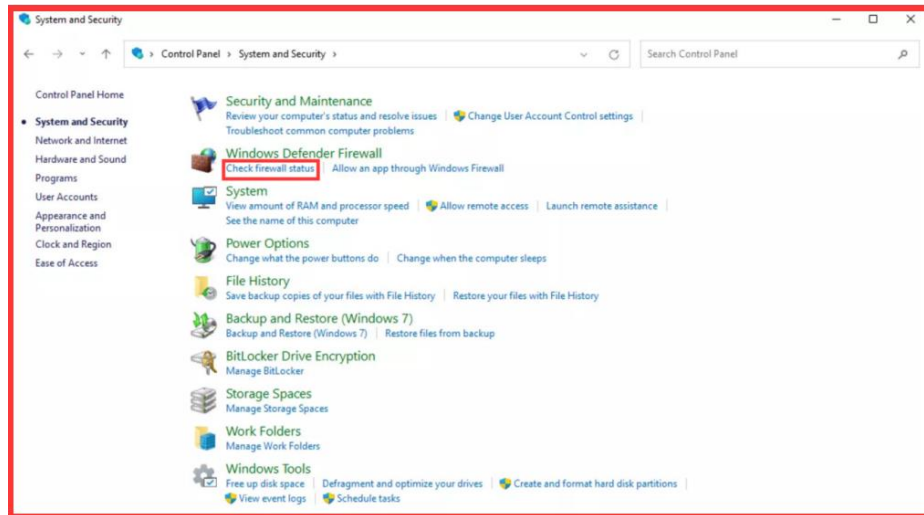 System and Security
Control Panel > System and Security >
Search Control Panel
Control Panel Home
System and Security
Network and Internet
Hardware and Sound
Programs
User Accounts
Appearance and
Personalization
Clock and Region
Ease of Access
Security and Maintenance
Review your computer's status and resolve issues
Change User Account Control settings
Troubleshoot common computer problems
Windows Defender Firewall
Check firewall status
Allow an app through Windows Firewall
System
View amount of RAM and processor speed
Allow remote access
Launch remote assistance
See the name of this computer
Power Options
Change what the power buttons do
Change when the computer sleeps
File History
Save backup copies of your files with File History
Restore your files with File History
Backup and Restore (Windows 7)
Backup and Restore (Windows 7)
Restore files from backup
BitLocker Drive Encryption
Manage BitLocker
Storage Spaces
Manage Storage Spaces
Work Folders
Manage Work Folders
Windows Tools
Free up disk space
Defragment and optimize your drives
Create and format hard disk partitions
View event logs
Schedule tasks